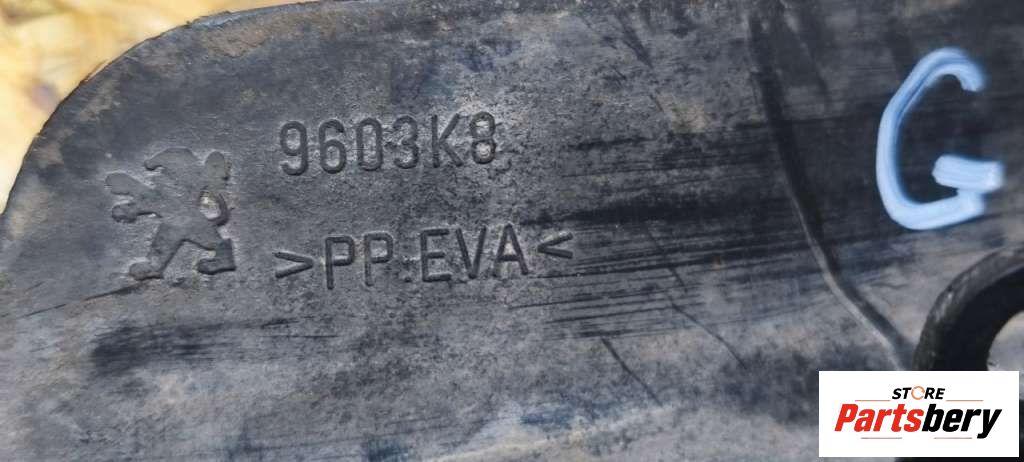 9603K8
>PP.EVA<
G
STORE
Partsbery